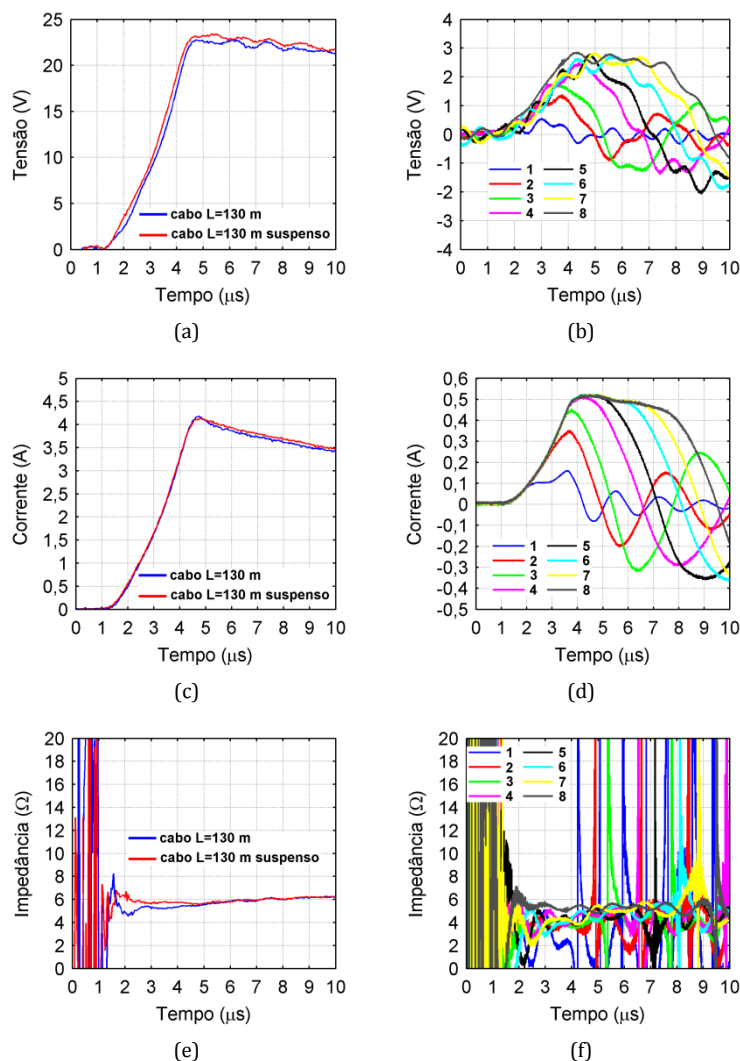 25
20
15
10
5
0
Tensão (V)
cabo L=130 m
cabo L=130 m suspenso
0 1 2 3 4 5 6 7 8 9 10
Tempo (μs)
(a)
4
3
2
1
0
-1
-2
-3
-4
Tensão (V)
1 5
2 6
3 7
4 8
0 1 2 3 4 5 6 7 8 9 10
Tempo (μs)
(b)
5
4,5
4
3,5
3
2,5
2
1,5
1
0,5
0
Corrente (A)
cabo L=130 m
cabo L=130 m suspenso
0 1 2 3 4 5 6 7 8 9 10
Tempo (μs)
(c)
0,6
0,5
0,4
0,3
0,2
0,1
0
-0,1
-0,2
-0,3
-0,4
-0,5
Corrente (A)
1 5
2 6
3 7
4 8
0 1 2 3 4 5 6 7 8 9 10
Tempo (μs)
(d)
20
18
16
14
12
10
8
6
4
2
0
Impedância (Ω)
cabo L=130 m
cabo L=130 m suspenso
0 1 2 3 4 5 6 7 8 9 10
Tempo (μs)
(e)
20
18
16
14
12
10
8
6
4
2
0
Impedância (Ω)
1 5
2 6
3 7
4 8
0 1 2 3 4 5 6 7 8 9 10
Tempo (μs)
(f)